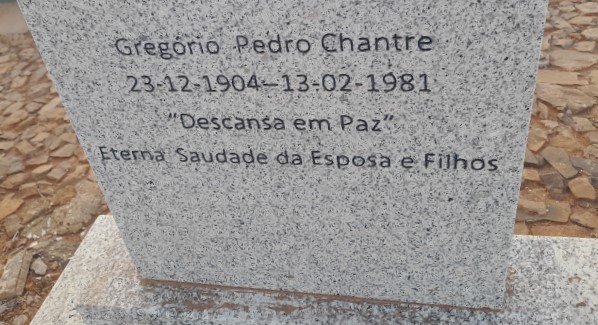 Gregório Pedro Chantre
23-12-1904–13-02-1981
"Descansa em Paz"
Eterna Saudade da Esposa e Filhos